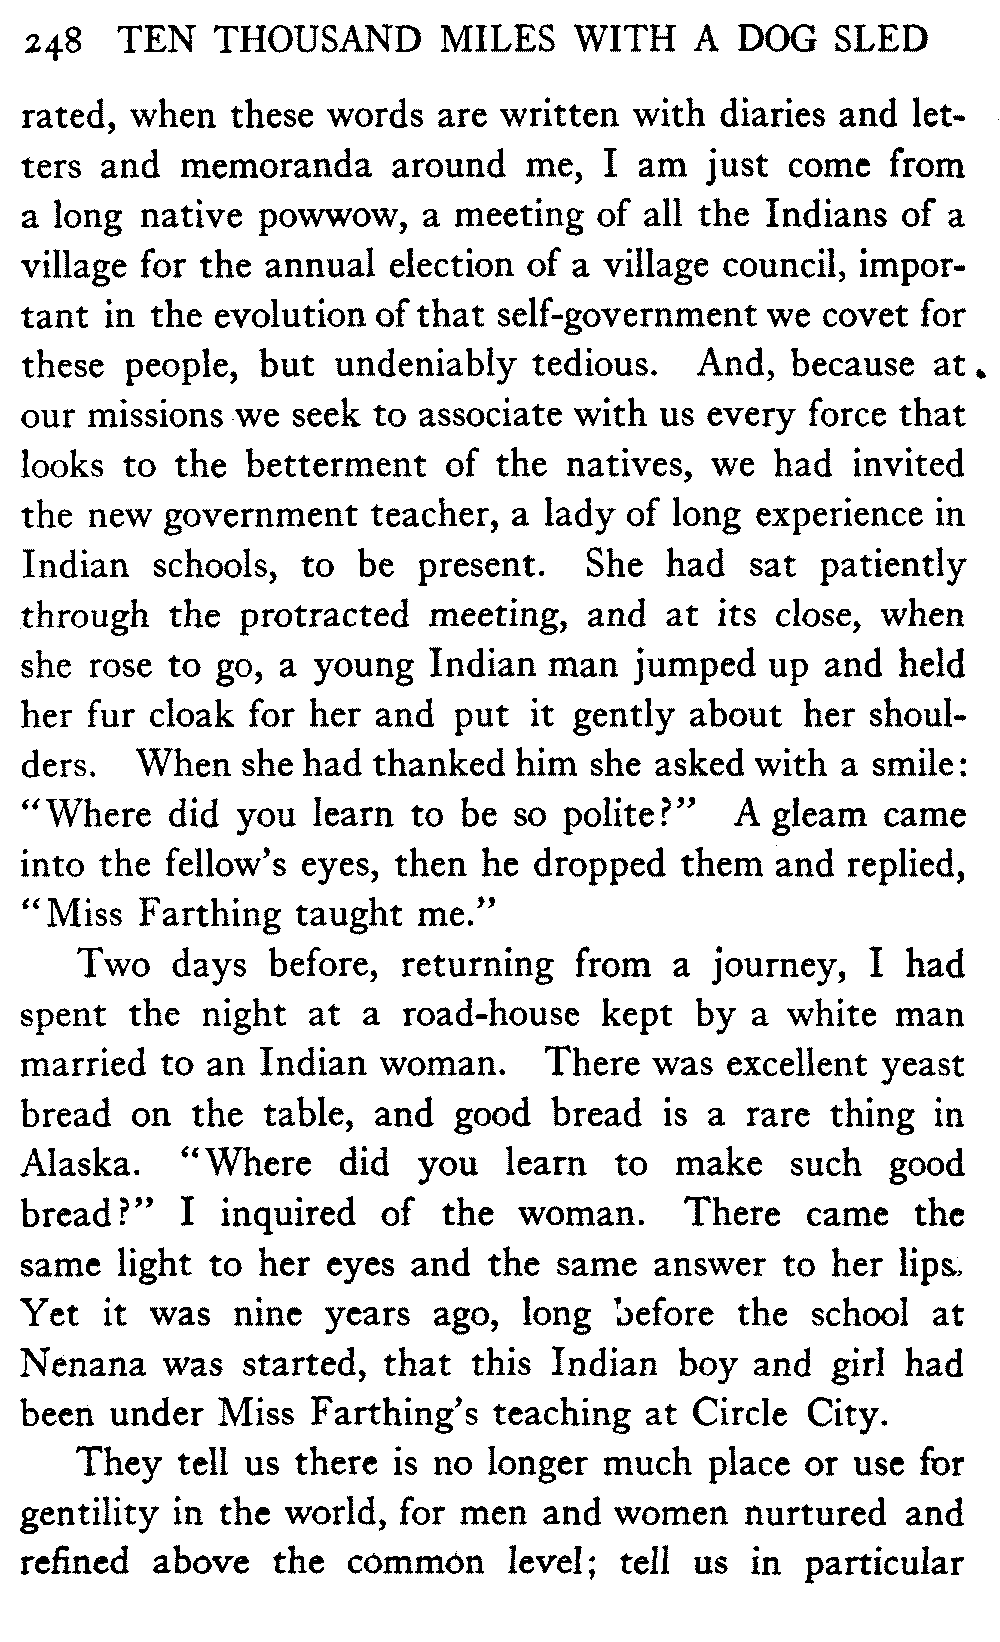 248 TEN THOUSAND MILES WITH A DOG SLED
rated, when these words are written with diaries and let-
ters and memoranda around me, I am just come from
a long native powwow, a meeting of all the Indians of a
village for the annual election of a village council, impor-
tant in the evolution of that self-government we covet for
these people, but undeniably tedious. And, because at
our missions we seek to associate with us every force that
looks to the betterment of the natives, we had invited
the new government teacher, a lady of long experience in
Indian schools, to be present. She had sat patiently
through the protracted meeting, and at its close, when
she rose to go, a young Indian man jumped up and held
her fur cloak for her and put it gently about her shoul-
ders. When she had thanked him she asked with a smile:
"Where did you learn to be so polite?" A gleam came
into the fellow's eyes, then he dropped them and replied,
"Miss Farthing taught me."
Two days before, returning from a journey, I had
spent the night at a road-house kept by a white man
married to an Indian woman. There was excellent yeast
bread on the table, and good bread is a rare thing in
Alaska. "Where did you learn to make such good
bread?" I inquired of the woman. There came the
same light to her eyes and the same answer to her lips.
Yet it was nine years ago, long before the school at
Nenana was started, that this Indian boy and girl had
been under Miss Farthing's teaching at Circle City.
They tell us there is no longer much place or use for
gentility in the world, for men and women nurtured and
refined above the common level; tell us in particular